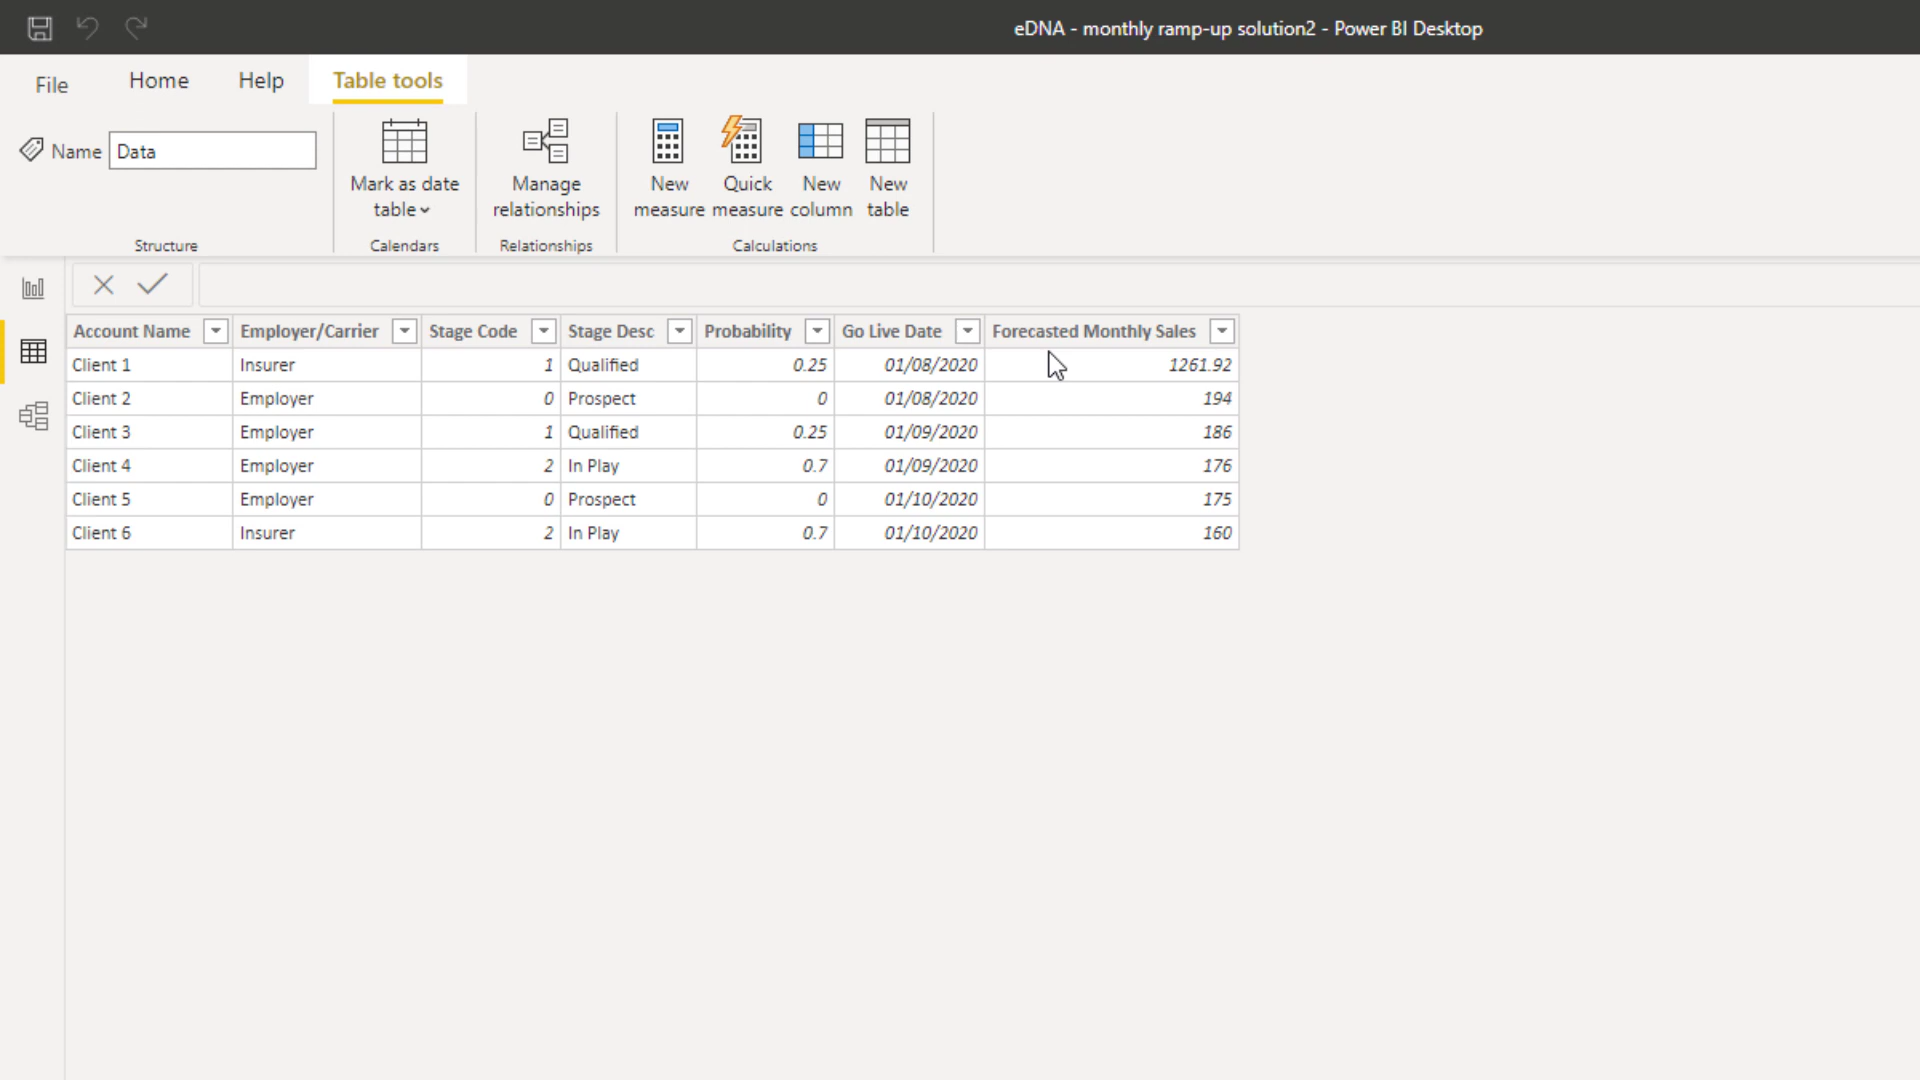 eDNA - monthly ramp-up solution2 - Power BI Desktop
File Home Help Table tools
Name Data
Mark as date table
Manage relationships
New measure
Quick measure
New column
New table
Structure Calendars Relationships Calculations
Account Name Employer/Carrier Stage Code Stage Desc Probability Go Live Date Forecasted Monthly Sales
Client 1 Insurer 1 Qualified 0.25 01/08/2020 1261.92
Client 2 Employer 0 Prospect 0 01/08/2020 194
Client 3 Employer 1 Qualified 0.25 01/09/2020 186
Client 4 Employer 2 In Play 0.7 01/09/2020 176
Client 5 Employer 0 Prospect 0 01/10/2020 175
Client 6 Insurer 2 In Play 0.7 01/10/2020 160